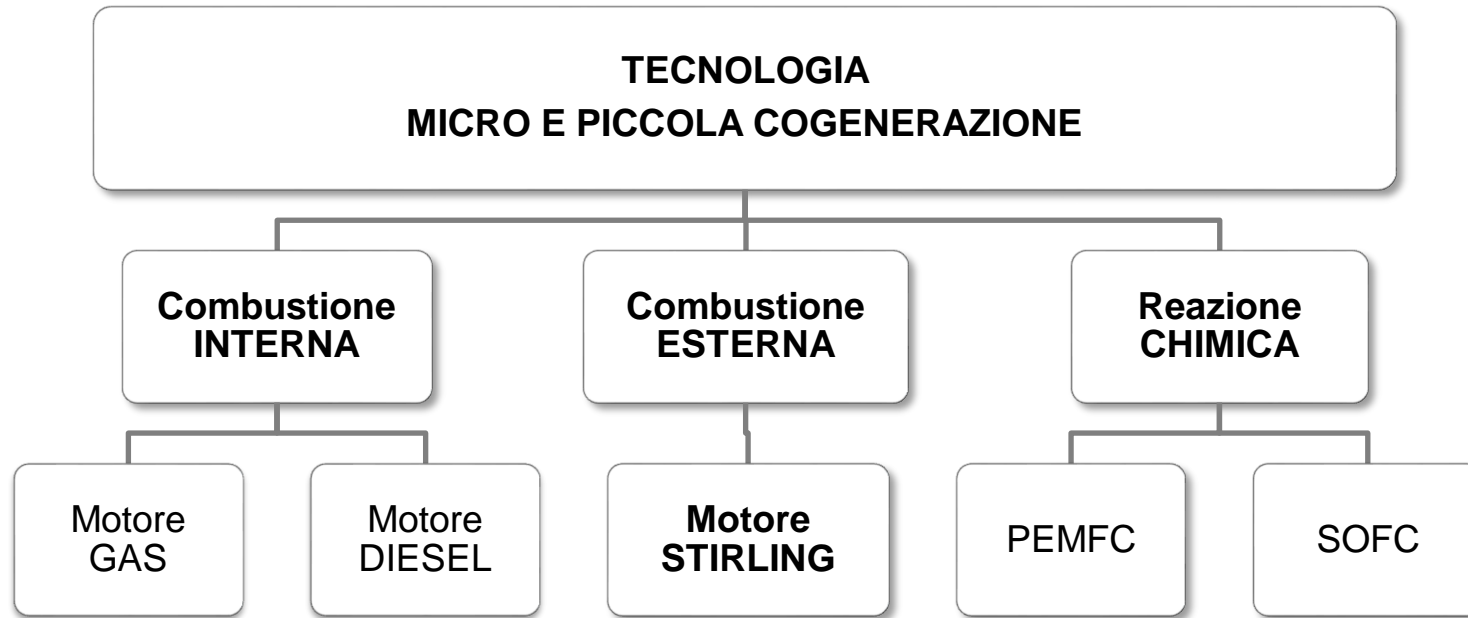 TECNOLOGIA
MICRO E PICCOLA COGENERAZIONE
Combustione
INTERNA
Combustione
ESTERNA
Reazione
CHIMICA
Motore
GAS
Motore
DIESEL
Motore
STIRLING
PEMFC
SOFC